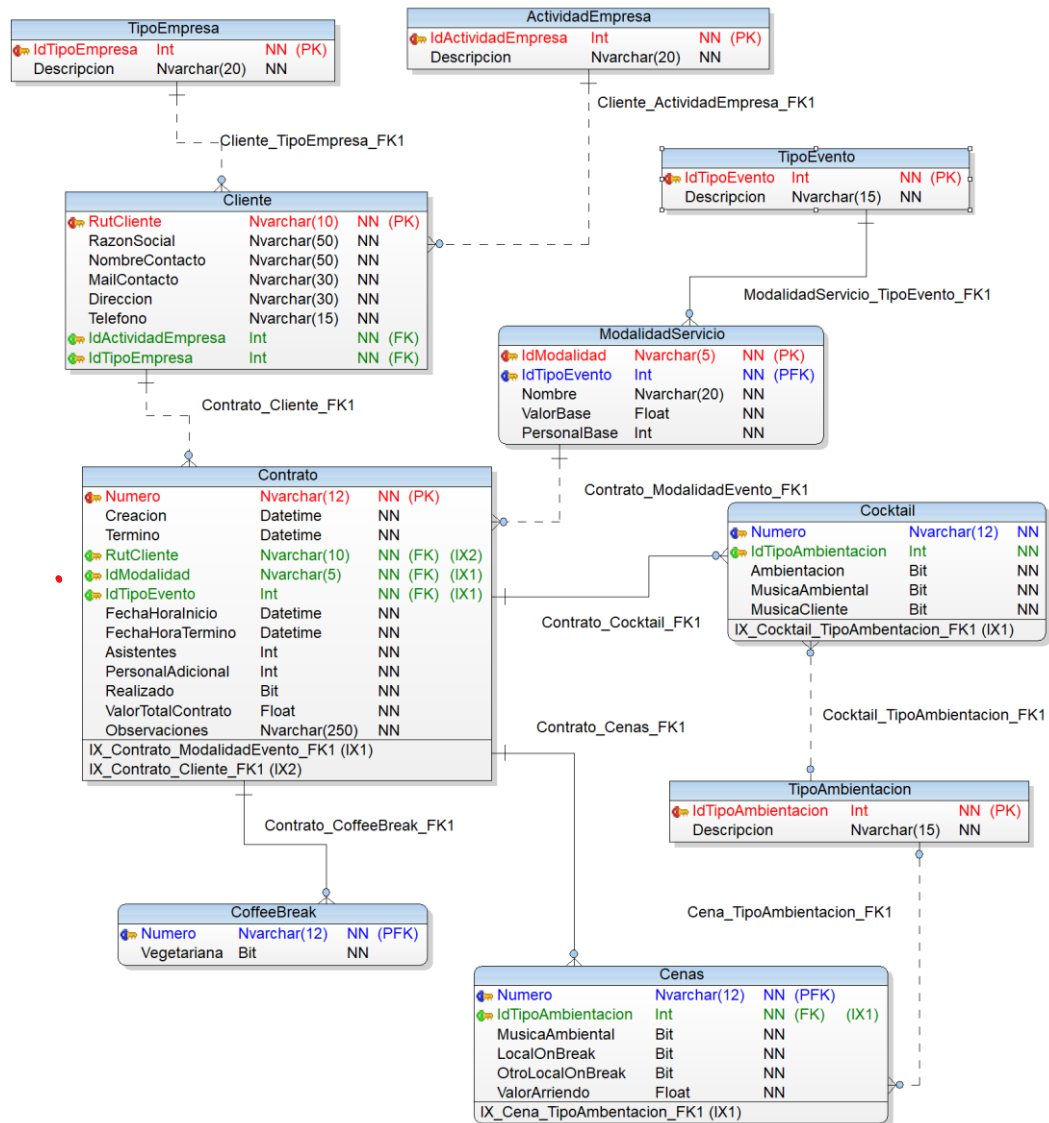 TipoEmpresa
IdTipoEmpresa Int NN (PK)
Descripcion Nvarchar(20) NN
ActividadEmpresa
IdActividadEmpresa Int NN (PK)
Descripcion Nvarchar(20) NN
Cliente_ActividadEmpresa_FK1
Cliente_TipoEmpresa_FK1
TipoEvento
IdTipoEvento Int NN (PK)
Descripcion Nvarchar(15) NN
Cliente
RutCliente Nvarchar(10) NN (PK)
RazonSocial Nvarchar(50) NN
NombreContacto Nvarchar(50) NN
MailContacto Nvarchar(30) NN
Direccion Nvarchar(30) NN
Telefono Nvarchar(15) NN
IdActividadEmpresa Int NN (FK)
IdTipoEmpresa Int NN (FK)
ModalidadServicio_TipoEvento_FK1
ModalidadServicio
IdModalidad Nvarchar(5) NN (PK)
IdTipoEvento Int NN (PFK)
Nombre Nvarchar(20) NN
ValorBase Float NN
PersonalBase Int NN
Contrato_Cliente_FK1
Contrato_ModalidadEvento_FK1
Contrato
Numero Nvarchar(12) NN (PK)
Creacion Datetime NN
Termino Datetime NN
RutCliente Nvarchar(10) NN (FK) (IX2)
IdModalidad Nvarchar(5) NN (FK) (IX1)
IdTipoEvento Int NN (FK) (IX1)
FechaHoraInicio Datetime NN
FechaHoraTermino Datetime NN
Asistentes Int NN
PersonalAdicional Int NN
Realizado Bit NN
ValorTotalContrato Float NN
Observaciones Nvarchar(250) NN
IX_Contrato_ModalidadEvento_FK1 (IX1)
IX_Contrato_Cliente_FK1 (IX2)
Cocktail
Numero Nvarchar(12) NN
IdTipoAmbientacion Int NN
Ambientacion Bit NN
MusicaAmbiental Bit NN
MusicaCliente Bit NN
IX_Cocktail_TipoAmbentacion_FK1 (IX1)
Contrato_Cocktail_FK1
Contrato_Cenas_FK1
Cocktail_TipoAmbientacion_FK1
TipoAmbientacion
IdTipoAmbientacion Int NN (PK)
Descripcion Nvarchar(15) NN
Contrato_CoffeeBreak_FK1
CoffeeBreak
Numero Nvarchar(12) NN (PFK)
Vegetariana Bit NN
Cena_TipoAmbientacion_FK1
Cenas
Numero Nvarchar(12) NN (PFK)
IdTipoAmbientacion Int NN (FK) (IX1)
MusicaAmbiental Bit NN
LocalOnBreak Bit NN
OtroLocalOnBreak Bit NN
ValorArriendo Float NN
IX_Cena_TipoAmbentacion_FK1 (IX1)